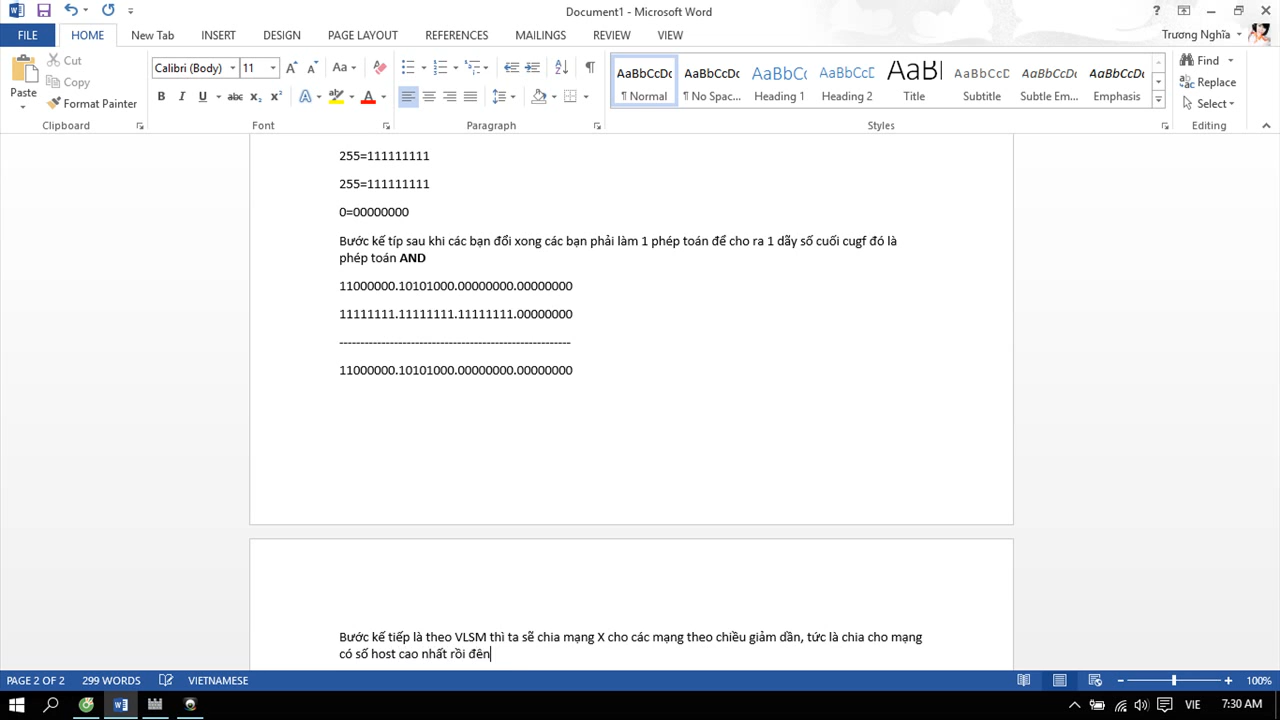 Document1 - Microsoft Word
FILE HOME New Tab INSERT DESIGN PAGE LAYOUT REFERENCES MAILINGS REVIEW VIEW Trương Nghĩa
Paste Cut Copy Format Painter
Calibri (Body) 11
AaBbCcDc AaBbCcDc AaBbCc AaBbCcD AaBl AaBbCcD AaBbCcDc AaBbCcDc
¶ Normal ¶ No Spac... Heading 1 Heading 2 Title Subtitle Subtle Em... Emphasis
Find Replace Select
Clipboard Font Paragraph Styles Editing
255=111111111
255=111111111
0=00000000
Bước kế típ sau khi các bạn đổi xong các bạn phải làm 1 phép toán để cho ra 1 dãy số cuối cugf đó là
phép toán AND
11000000.10101000.00000000.00000000
11111111.11111111.11111111.00000000
-------------------------------------------------------
11000000.10101000.00000000.00000000
Bước kế tiếp là theo VLSM thì ta sẽ chia mạng X cho các mạng theo chiều giảm dần, tức là chia cho mạng
có số host cao nhất rồi đên
PAGE 2 OF 2 299 WORDS VIETNAMESE 100%
VIE 7:30 AM